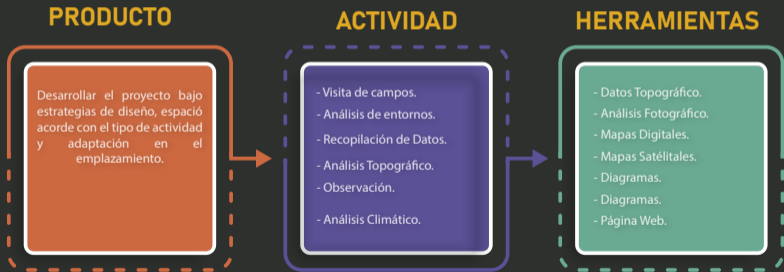 PRODUCTO
Desarrollar el proyecto bajo
estrategias de diseño, espació
acorde con el tipo de actividad
y adaptación en el
emplazamiento.
ACTIVIDAD
- Visita de campos.
- Análisis de entornos.
- Recopilación de Datos.
- Análisis Topográfico.
- Observación.
- Análisis Climático.
HERRAMIENTAS
- Datos Topográfico.
- Análisis Fotográfico.
- Mapas Digitales.
- Mapas Satélitales.
- Diagramas.
- Diagramas.
- Página Web.